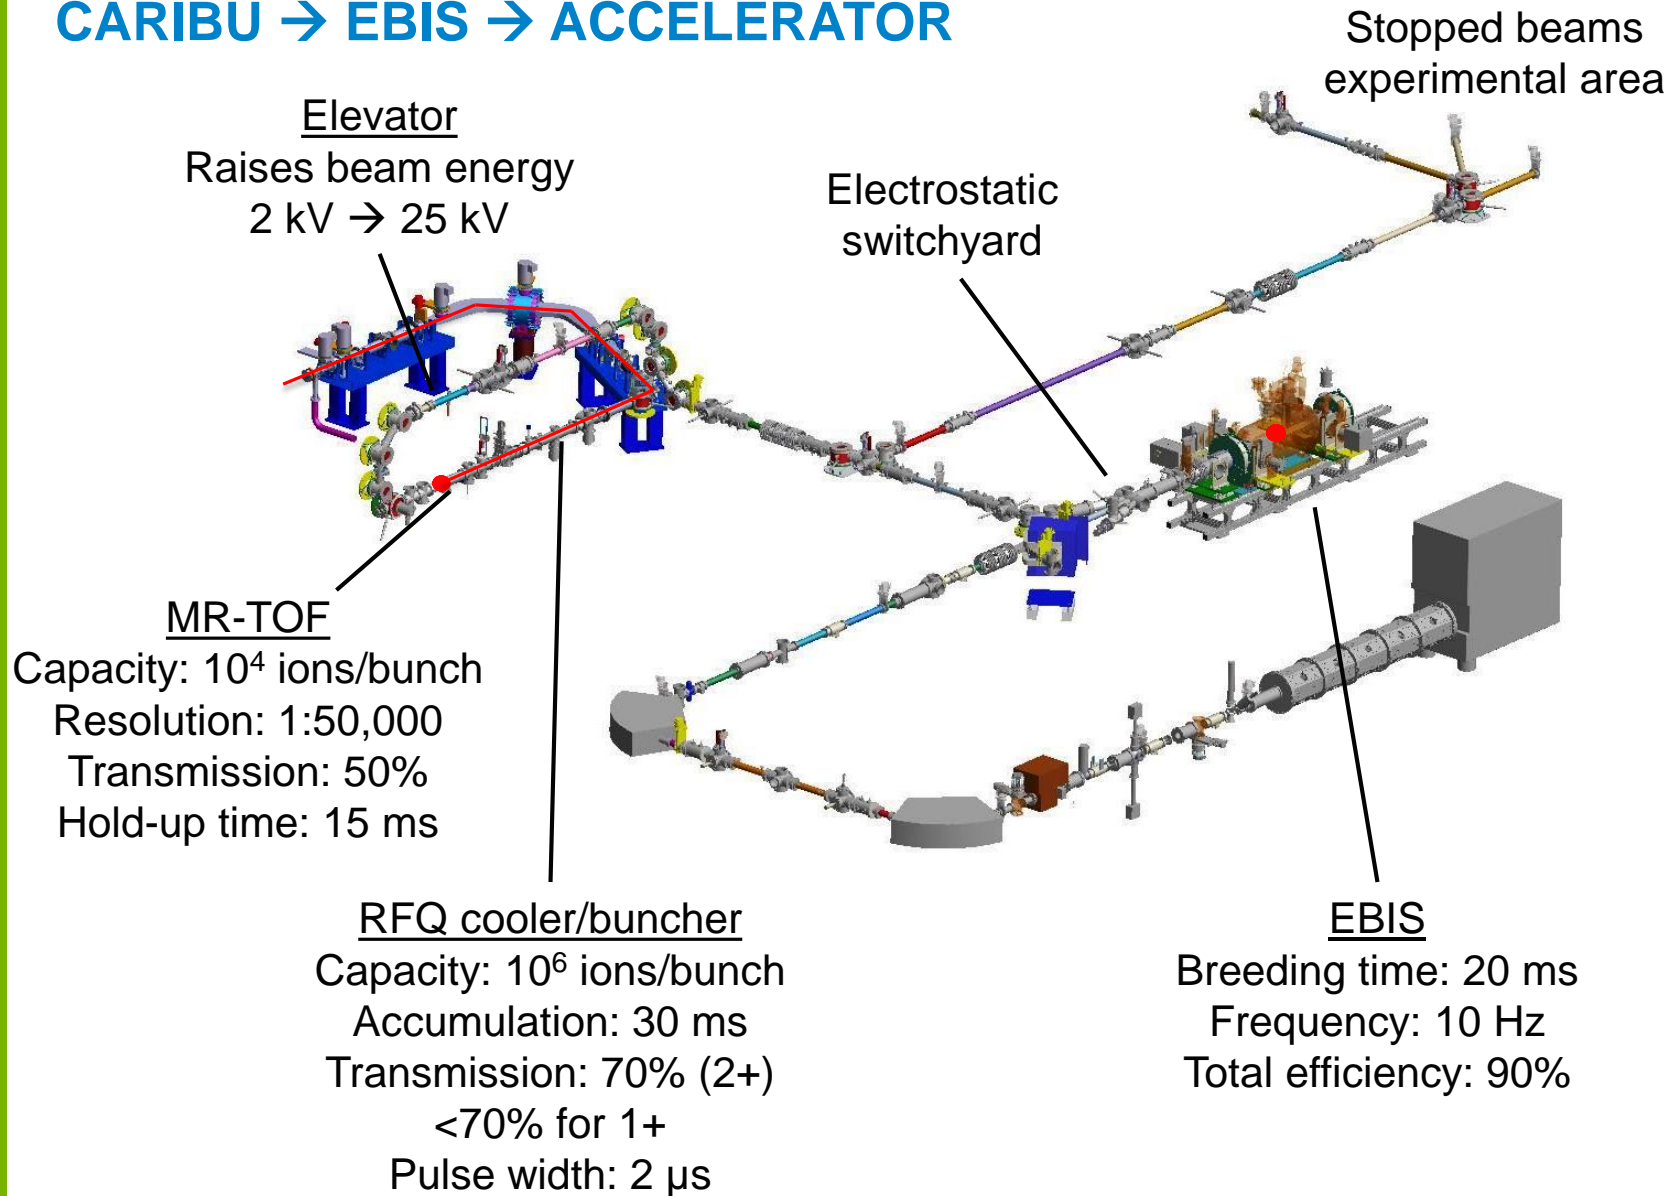 CARIBU → EBIS → ACCELERATOR
Stopped beams
experimental area
Elevator
Raises beam energy
2 kV → 25 kV
Electrostatic
switchyard
MR-TOF
Capacity: 10⁴ ions/bunch
Resolution: 1:50,000
Transmission: 50%
Hold-up time: 15 ms
RFQ cooler/buncher
Capacity: 10⁶ ions/bunch
Accumulation: 30 ms
Transmission: 70% (2+)
<70% for 1+
Pulse width: 2 µs
EBIS
Breeding time: 20 ms
Frequency: 10 Hz
Total efficiency: 90%